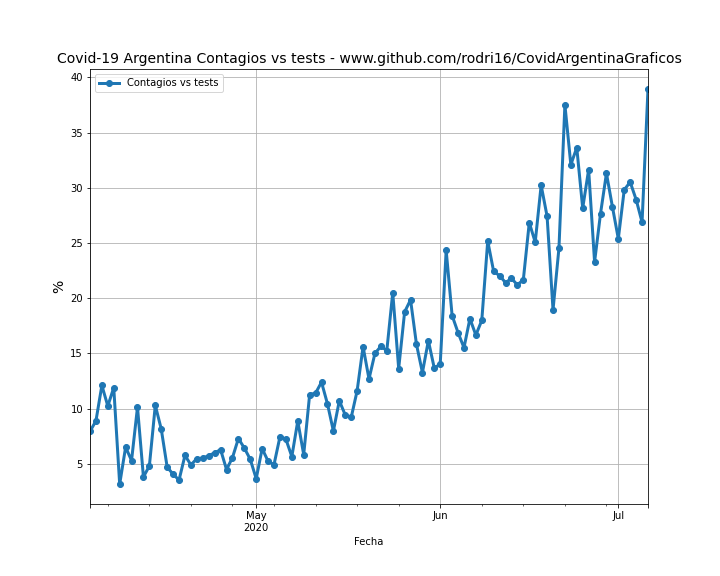 Covid-19 Argentina Contagios vs tests - www.github.com/rodri16/CovidArgentinaGraficos
Contagios vs tests
40
35
30
25
20
15
10
5
%
May
2020
Jun
Jul
Fecha